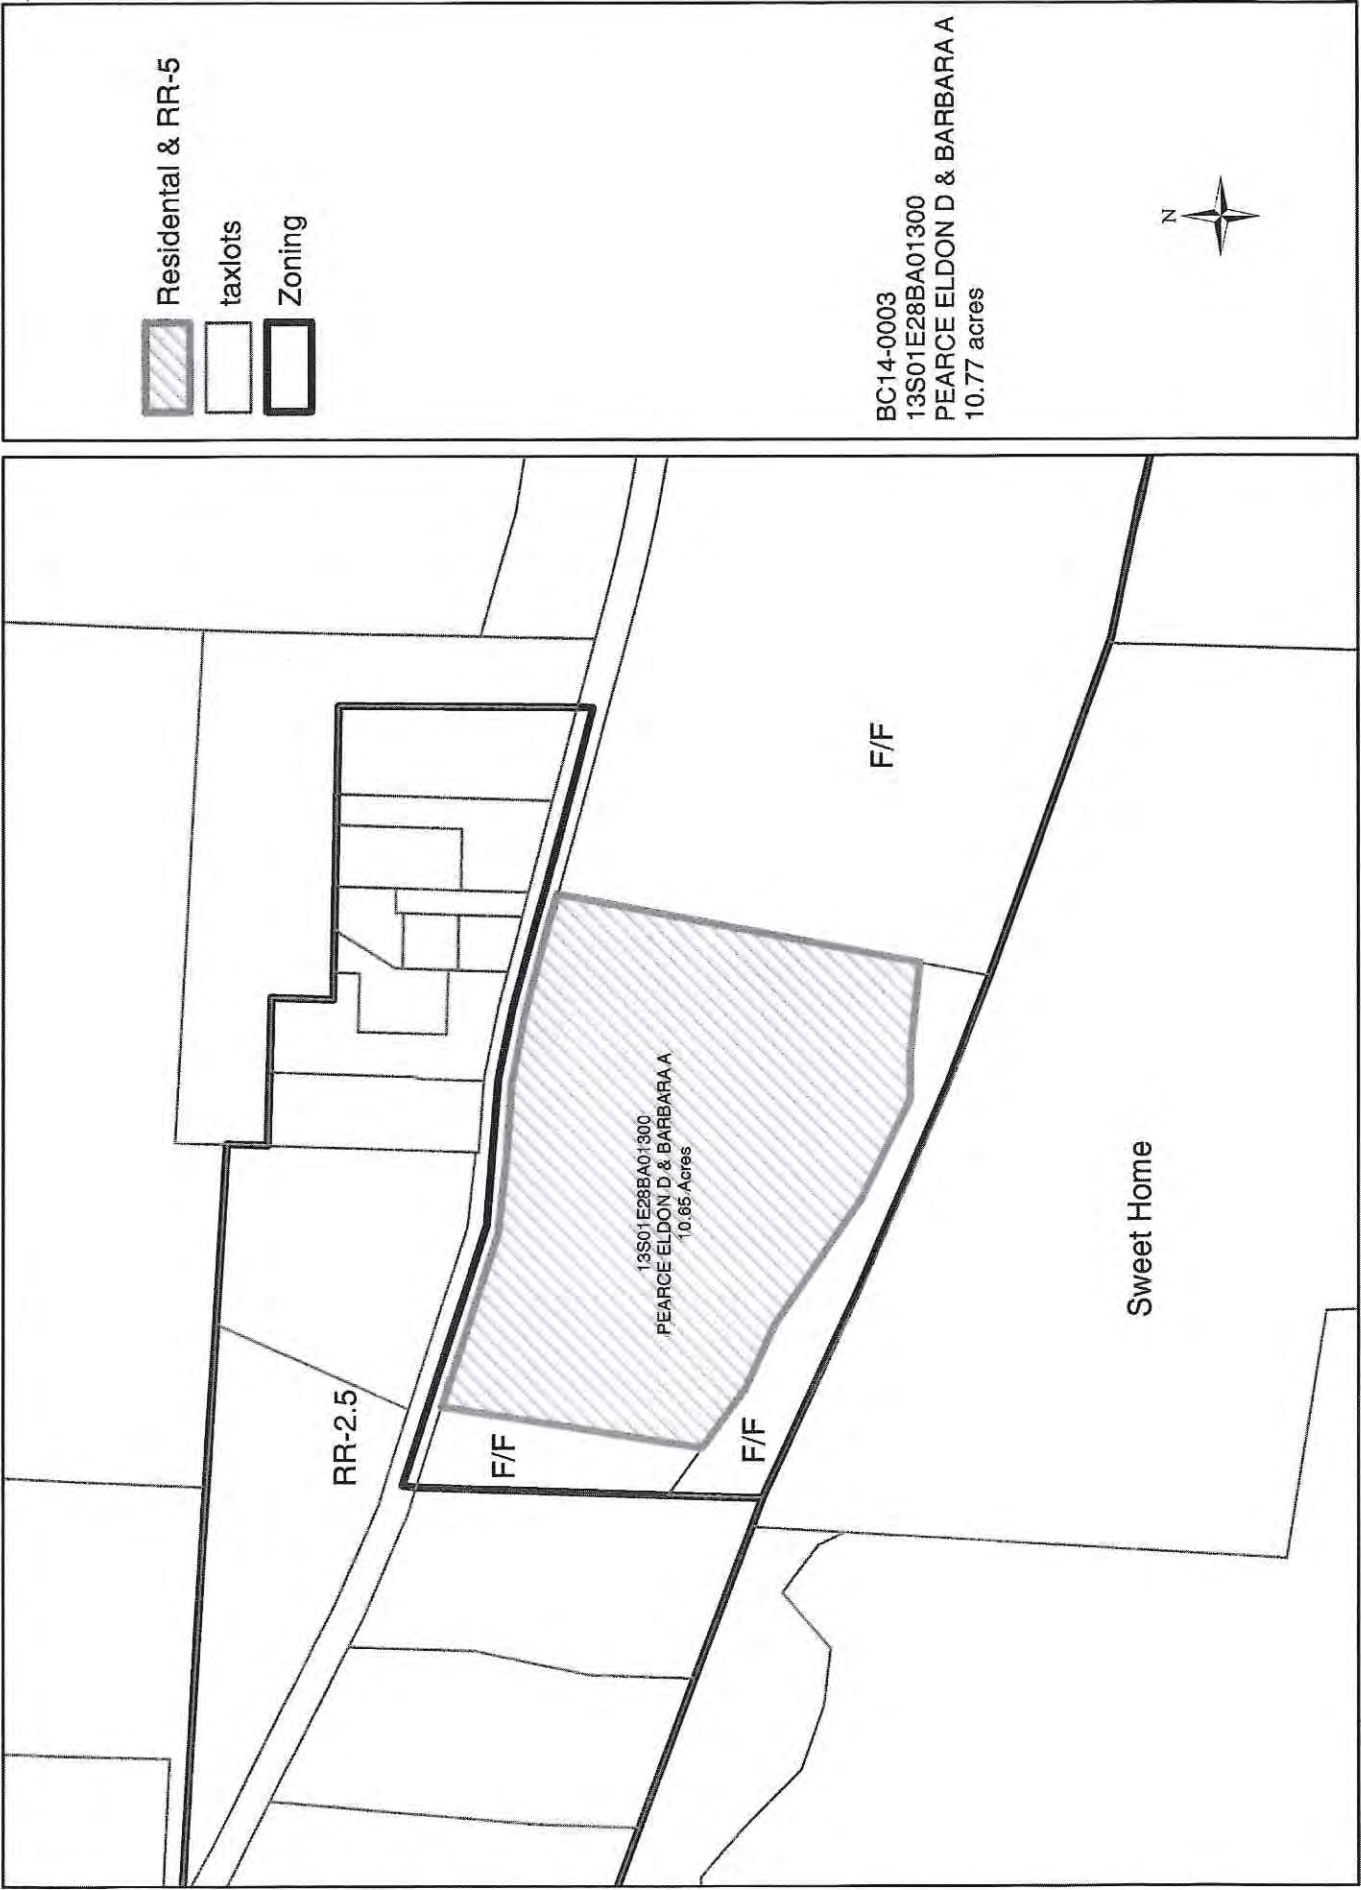 Residental & RR-5
taxlots
Zoning
BC14-0003
13S01E28BA01300
PEARCE ELDON D & BARBARA A
10.77 acres
N
RR-2.5
F/F
F/F
F/F
13S01E28BA01300
PEARCE ELDON D & BARBARA A
10.65 Acres
Sweet Home